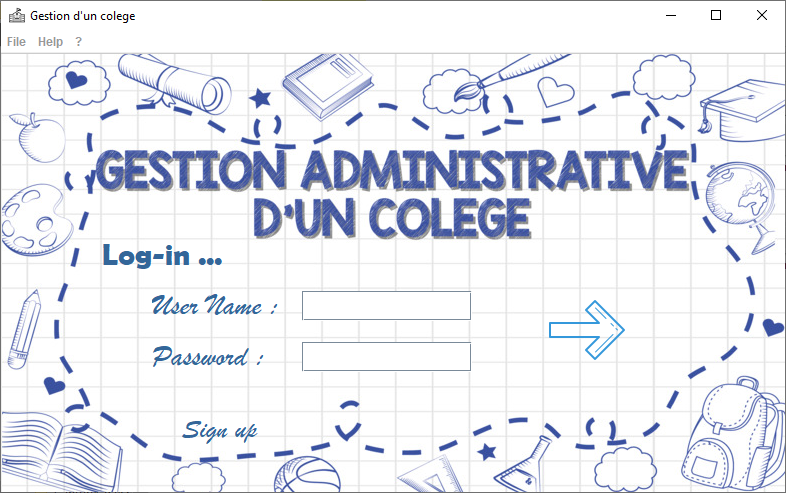 Gestion d'un colege
File Help ?
GESTION ADMINISTRATIVE
D'UN COLEGE
Log-in ...
User Name :
Password :
Sign up